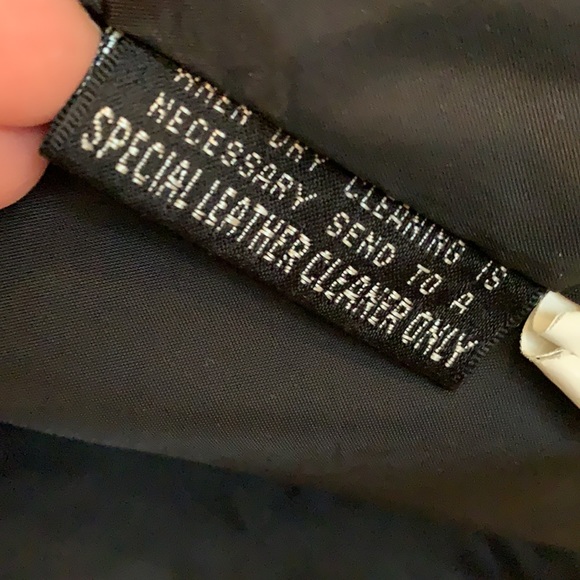 WHEN DRY CLEANING IS
NECESSARY SEND TO A
SPECIAL LEATHER CLEANER ONLY